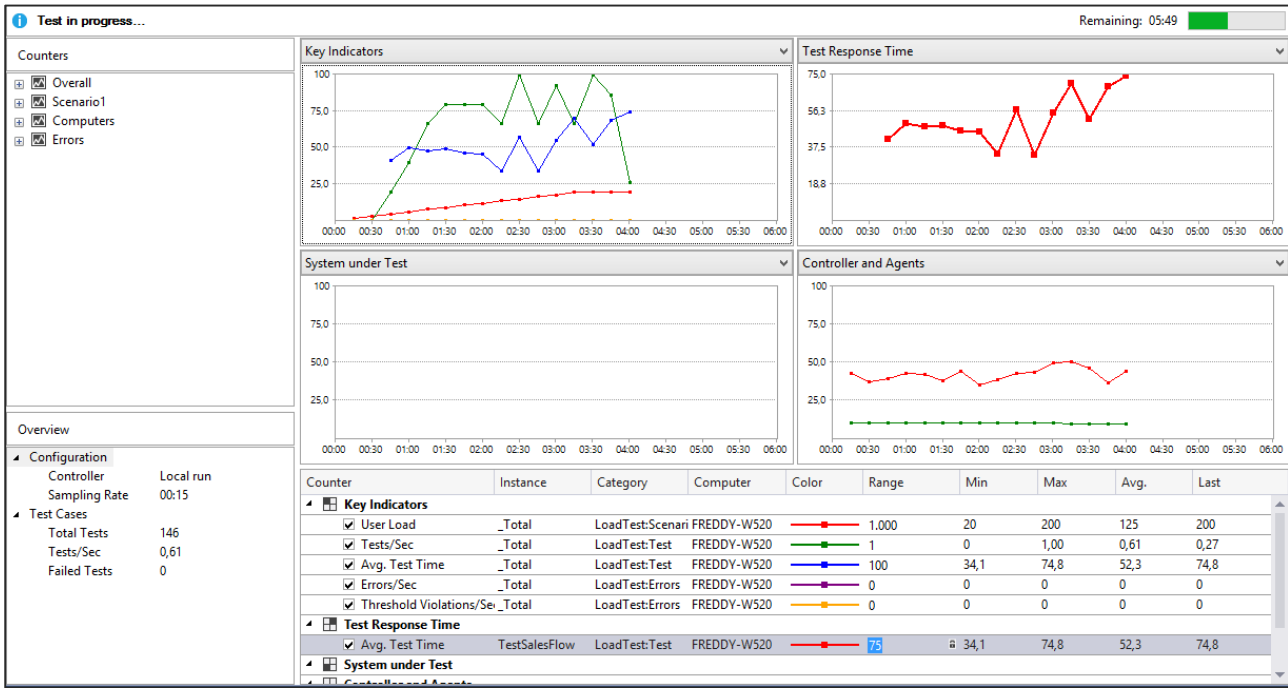 Test in progress...
Remaining: 05:49
Counters
Overall
Scenario1
Computers
Errors
Key Indicators
100
75,0
50,0
25,0
00:00 00:30 01:00 01:30 02:00 02:30 03:00 03:30 04:00 04:30 05:00 05:30 06:00
Test Response Time
75,0
56,3
37,5
18,8
00:00 00:30 01:00 01:30 02:00 02:30 03:00 03:30 04:00 04:30 05:00 05:30 06:00
System under Test
100
75,0
50,0
25,0
00:00 00:30 01:00 01:30 02:00 02:30 03:00 03:30 04:00 04:30 05:00 05:30 06:00
Controller and Agents
100
75,0
50,0
25,0
00:00 00:30 01:00 01:30 02:00 02:30 03:00 03:30 04:00 04:30 05:00 05:30 06:00
Overview
Configuration
Controller Local run
Sampling Rate 00:15
Test Cases
Total Tests 146
Tests/Sec 0,61
Failed Tests 0
Counter Instance Category Computer Color Range Min Max Avg. Last
Key Indicators
User Load _Total LoadTest:Scenari FREDDY-W520 1.000 20 200 125 200
Tests/Sec _Total LoadTest:Test FREDDY-W520 1 0 1,00 0,61 0,27
Avg. Test Time _Total LoadTest:Test FREDDY-W520 100 34,1 74,8 52,3 74,8
Errors/Sec _Total LoadTest:Errors FREDDY-W520 0 0 0 0 0
Threshold Violations/Se _Total LoadTest:Errors FREDDY-W520 0 0 0 0 0
Test Response Time
Avg. Test Time TestSalesFlow LoadTest:Test FREDDY-W520 75 34,1 74,8 52,3 74,8
System under Test
Controller and Agents